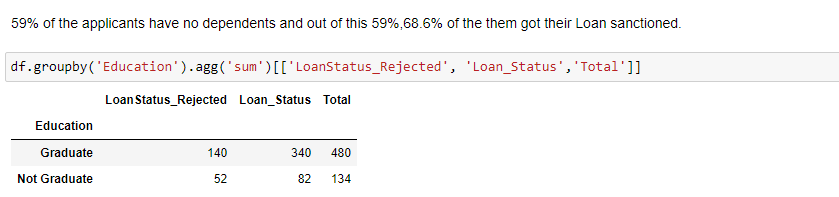 59% of the applicants have no dependents and out of this 59%,68.6% of the them got their Loan sanctioned.
df.groupby('Education').agg('sum')[['LoanStatus_Rejected', 'Loan_Status','Total']]
LoanStatus_Rejected Loan_Status Total
Education
Graduate 140 340 480
Not Graduate 52 82 134